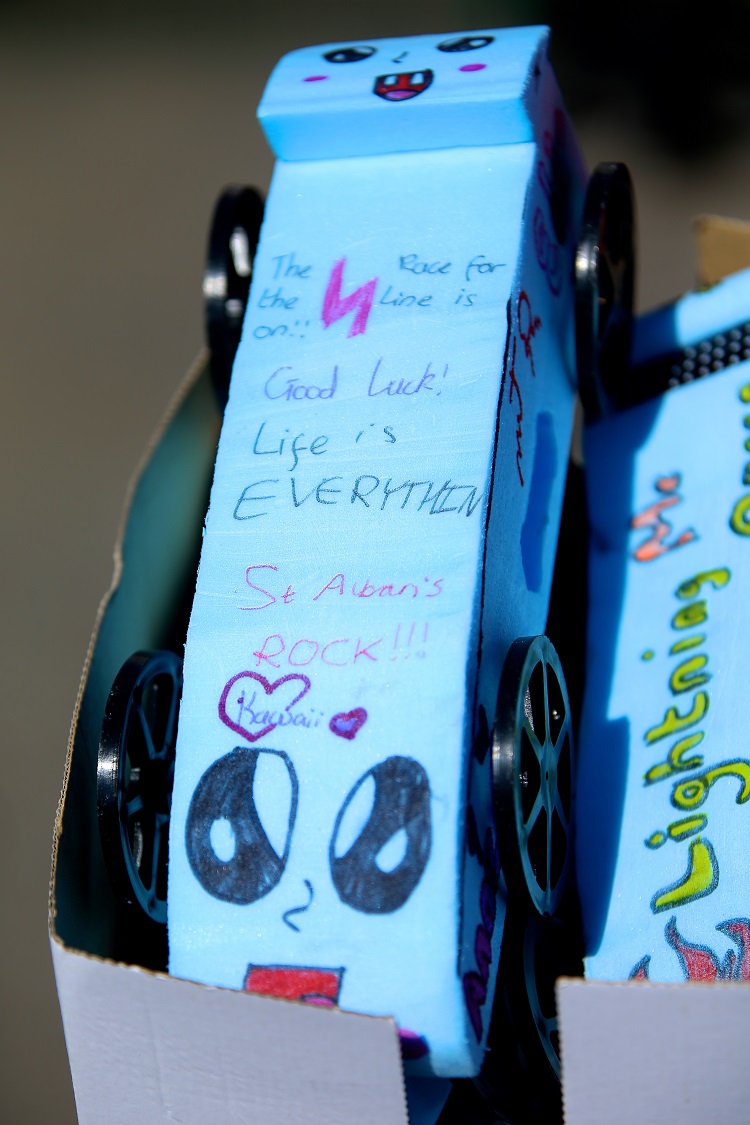 The Race for
the Line is
on!!
Good Luck!
Life is
EVERYTHIN
St Alban's
ROCK!!!
Kawaii
Lightning